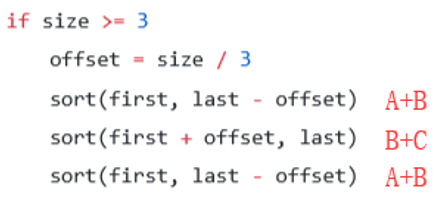 if size >= 3
offset = size / 3
sort(first, last - offset) A+B
sort(first + offset, last) B+C
sort(first, last - offset) A+B